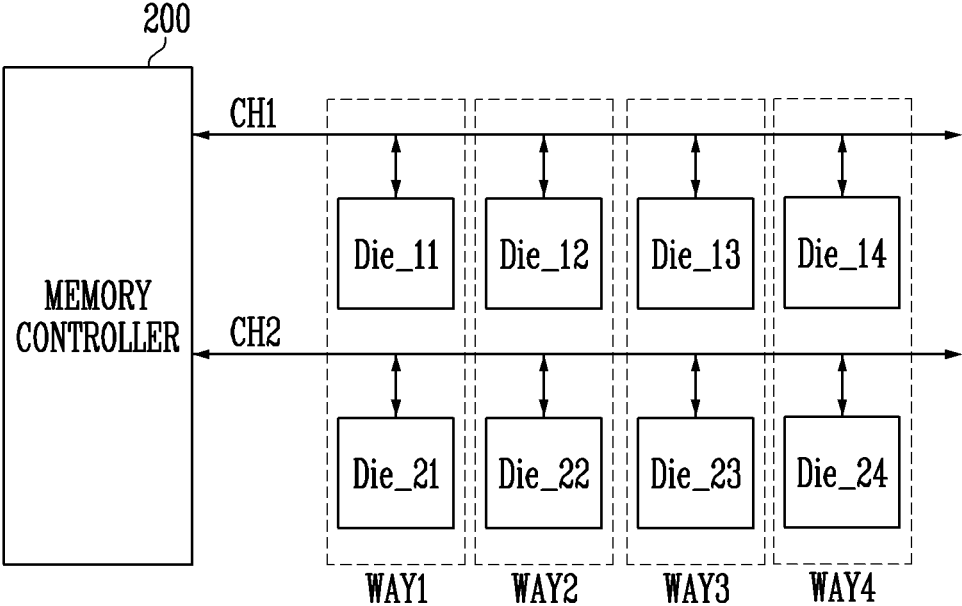 200
CH1
Die_11 Die_12 Die_13 Die_14
MEMORY
CONTROLLER
CH2
Die_21 Die_22 Die_23 Die_24
WAY1 WAY2 WAY3 WAY4